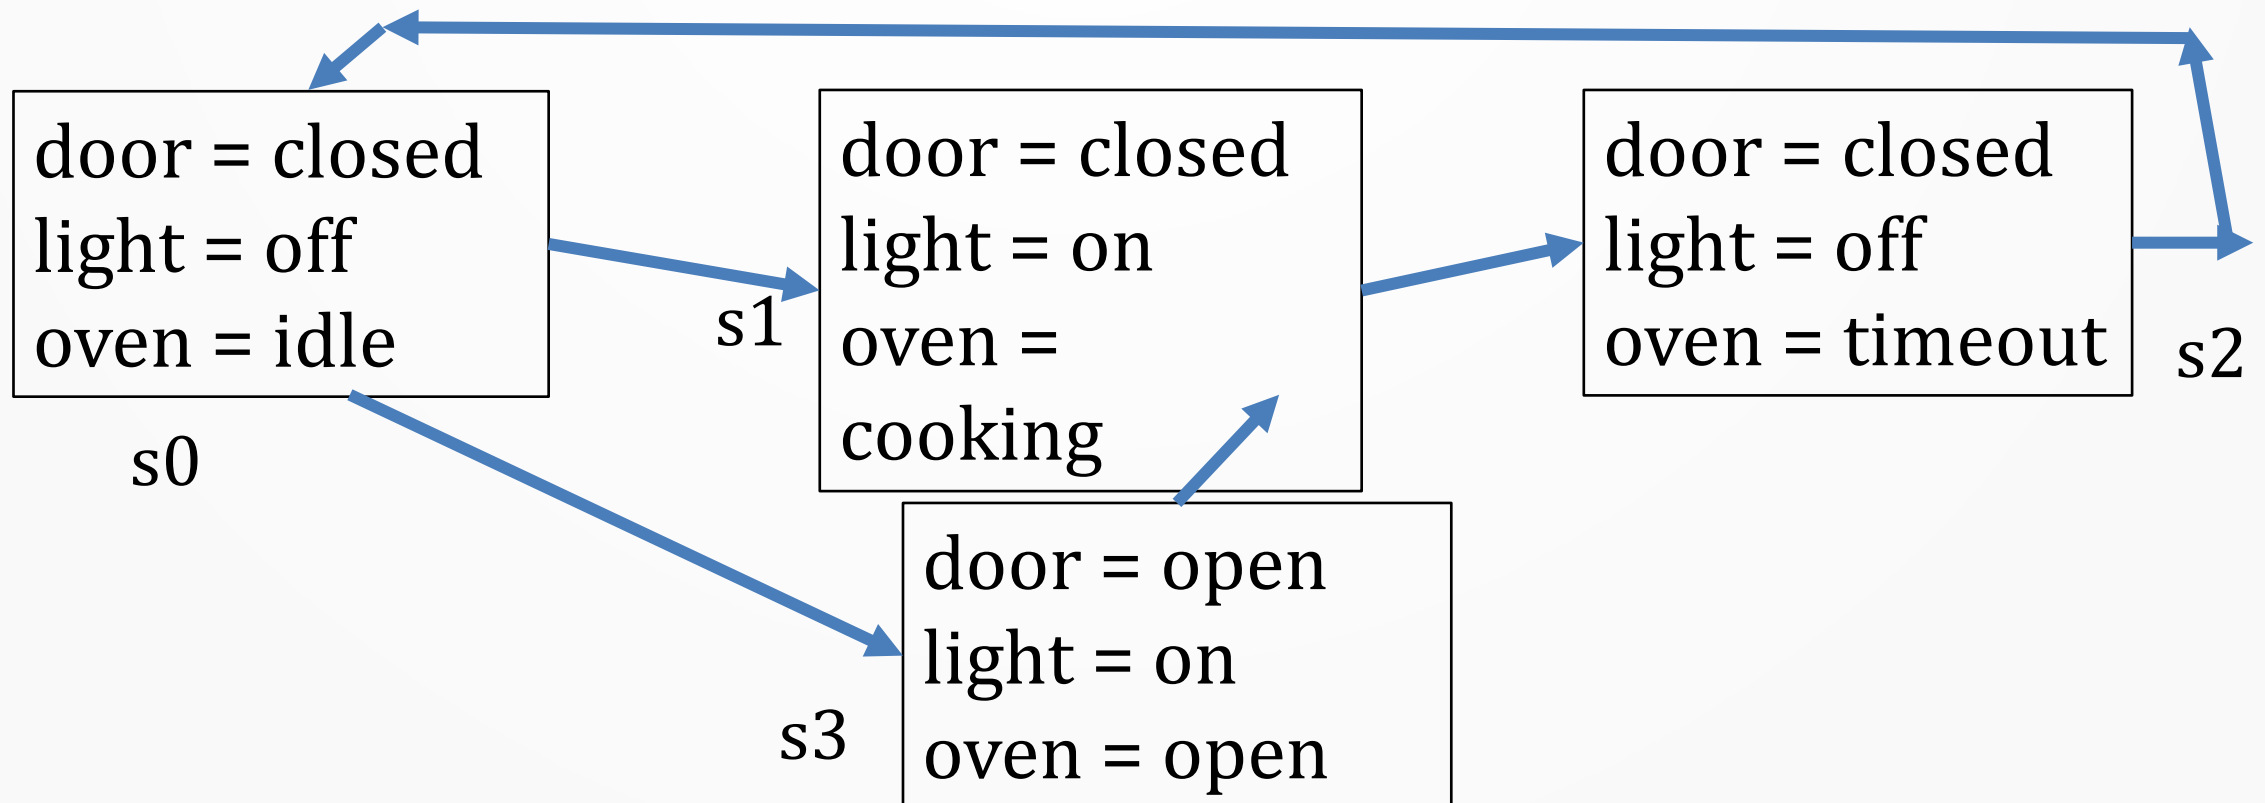 door = closed
light = off
oven = idle
s0
s1
door = closed
light = on
oven =
cooking
door = closed
light = off
oven = timeout
s2
s3
door = open
light = on
oven = open